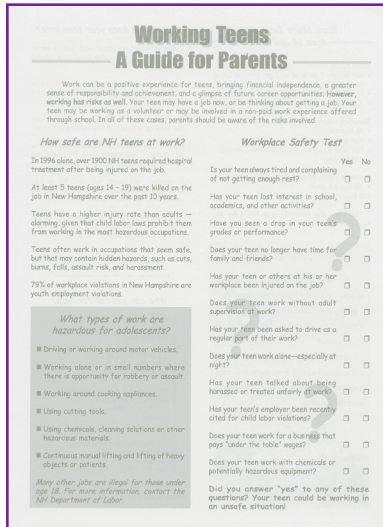 Working Teens
A Guide for Parents
Work can be a positive experience for teens, bringing financial independence, a greater
sense of responsibility and achievement, and a glimpse of future career opportunities. However,
working has risks as well. Your teen may have a job now, or be thinking about getting a job. Your
teen may be working as a volunteer or may be involved in a non-paid work experience offered
through school. In all of these cases, parents should be aware of the risks involved.
How safe are NH teens at work?
In 1996 alone, over 1900 NH teens required hospital
treatment after being injured on the job.
At least 5 teens (ages 14 - 19) were killed on the
job in New Hampshire over the past 10 years.
Teens have a higher injury rate than adults —
alarming, given that child labor laws prohibit them
from working in the most hazardous occupations.
Teens often work in occupations that seem safe,
but that may contain hidden hazards, such as cuts,
burns, falls, assault risk, and harassment.
79% of workplace violations in New Hampshire are
youth employment violations.
What types of work are
hazardous for adolescents?
■ Driving or working around motor vehicles.
■ Working alone or in small numbers where
there is opportunity for robbery or assault.
■ Working around cooking appliances.
■ Using cutting tools.
■ Using chemicals, cleaning solutions or other
hazardous materials.
■ Continuous manual lifting and lifting of heavy
objects or patients.
Many other jobs are illegal for those under
age 18. For more information, contact the
NH Department of Labor.
Workplace Safety Test
Yes No
Is your teen always tired and complaining
of not getting enough rest? □ □
Has your teen lost interest in school,
academics, and other activities? □ □
Have you seen a drop in your teen's
grades or performance? □ □
Does your teen no longer have time for
family and friends? □ □
Has your teen or others at his or her
workplace been injured on the job? □ □
Does your teen work without adult
supervision at work? □ □
Has your teen been asked to drive as a
regular part of their work? □ □
Does your teen work alone—especially at
night? □ □
Has your teen talked about being
harassed or treated unfairly at work? □ □
Has your teen's employer been recently
cited for child labor violations? □ □
Does your teen work for a business that
pays "under the table" wages? □ □
Does your teen work with chemicals or
potentially hazardous equipment? □ □
Did you answer "yes" to any of these
questions? Your teen could be working in
an unsafe situation!